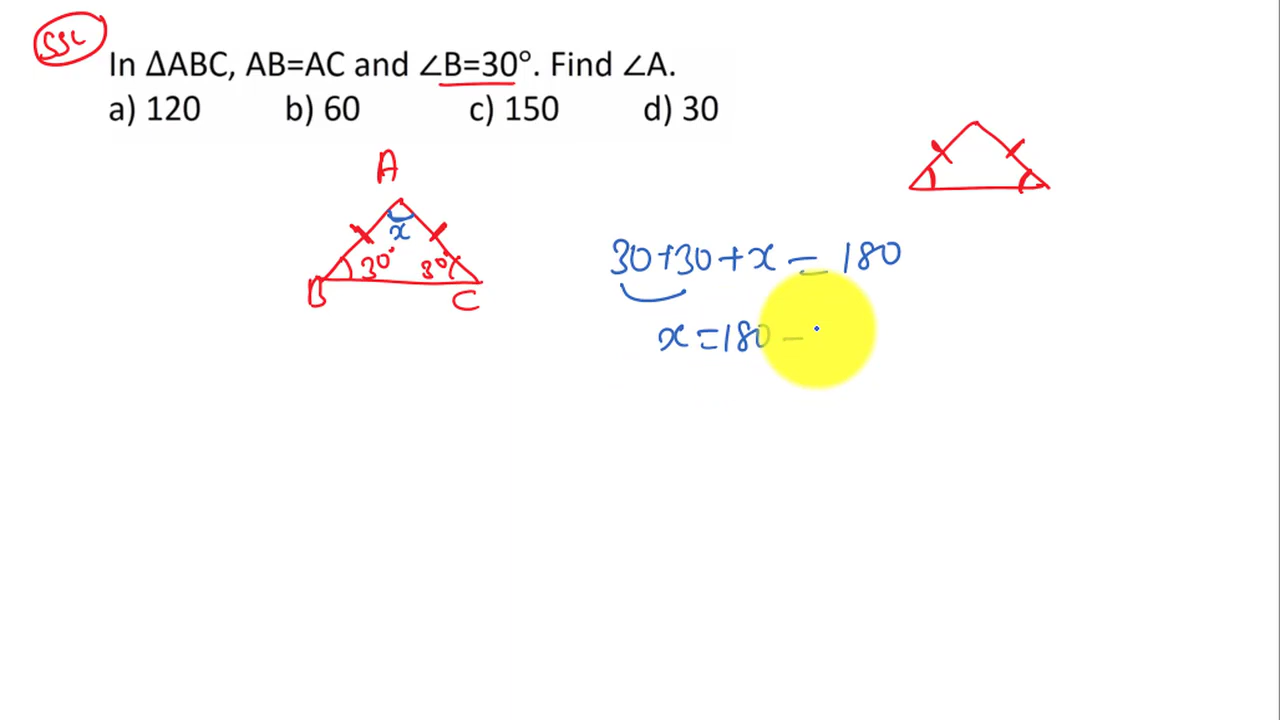 SSC
In ΔABC, AB=AC and ∠B=30°. Find ∠A.
a) 120 b) 60 c) 150 d) 30
A
x
30° 30°
B C
30+30+x = 180
x=180 -